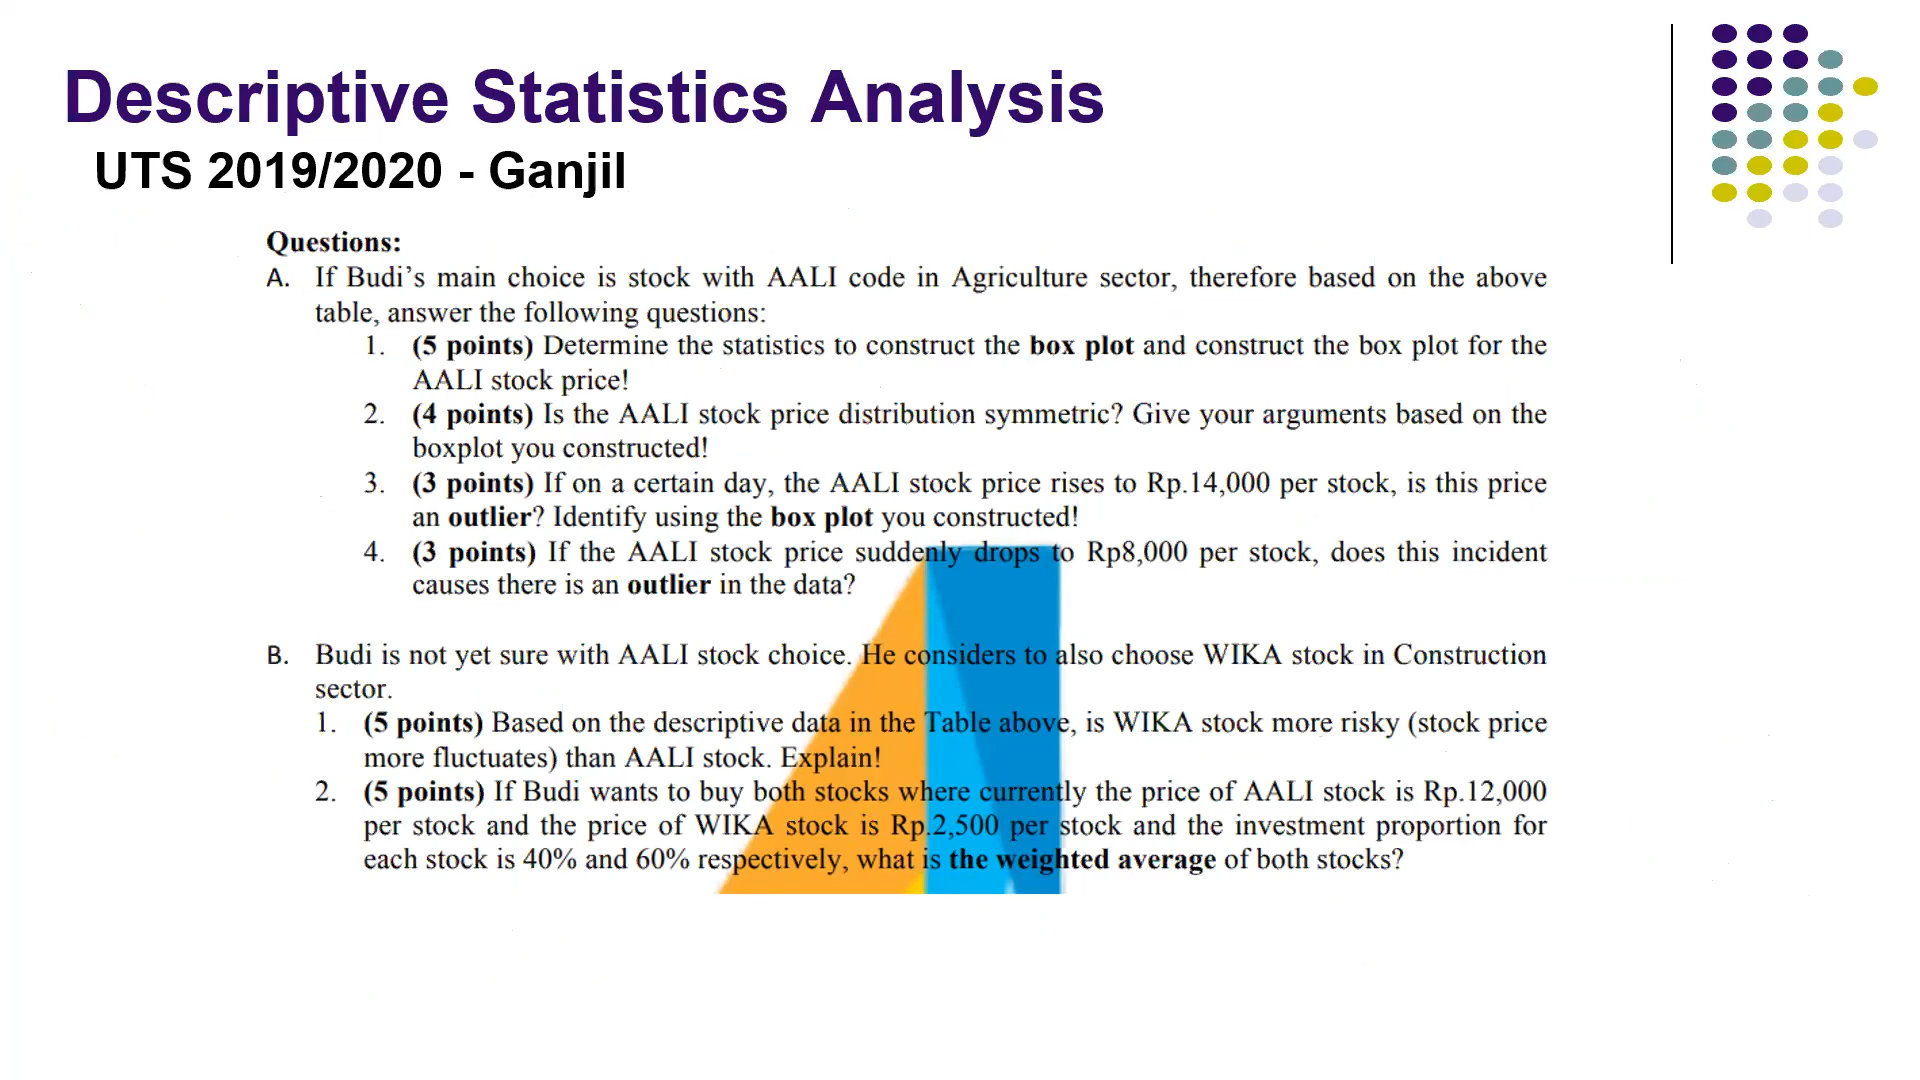 Descriptive Statistics Analysis
UTS 2019/2020 - Ganjil
Questions:
A. If Budi’s main choice is stock with AALI code in Agriculture sector, therefore based on the above
table, answer the following questions:
1. (5 points) Determine the statistics to construct the box plot and construct the box plot for the
AALI stock price!
2. (4 points) Is the AALI stock price distribution symmetric? Give your arguments based on the
boxplot you constructed!
3. (3 points) If on a certain day, the AALI stock price rises to Rp.14,000 per stock, is this price
an outlier? Identify using the box plot you constructed!
4. (3 points) If the AALI stock price suddenly drops to Rp8,000 per stock, does this incident
causes there is an outlier in the data?
B. Budi is not yet sure with AALI stock choice. He considers to also choose WIKA stock in Construction
sector.
1. (5 points) Based on the descriptive data in the Table above, is WIKA stock more risky (stock price
more fluctuates) than AALI stock. Explain!
2. (5 points) If Budi wants to buy both stocks where currently the price of AALI stock is Rp.12,000
per stock and the price of WIKA stock is Rp.2,500 per stock and the investment proportion for
each stock is 40% and 60% respectively, what is the weighted average of both stocks?